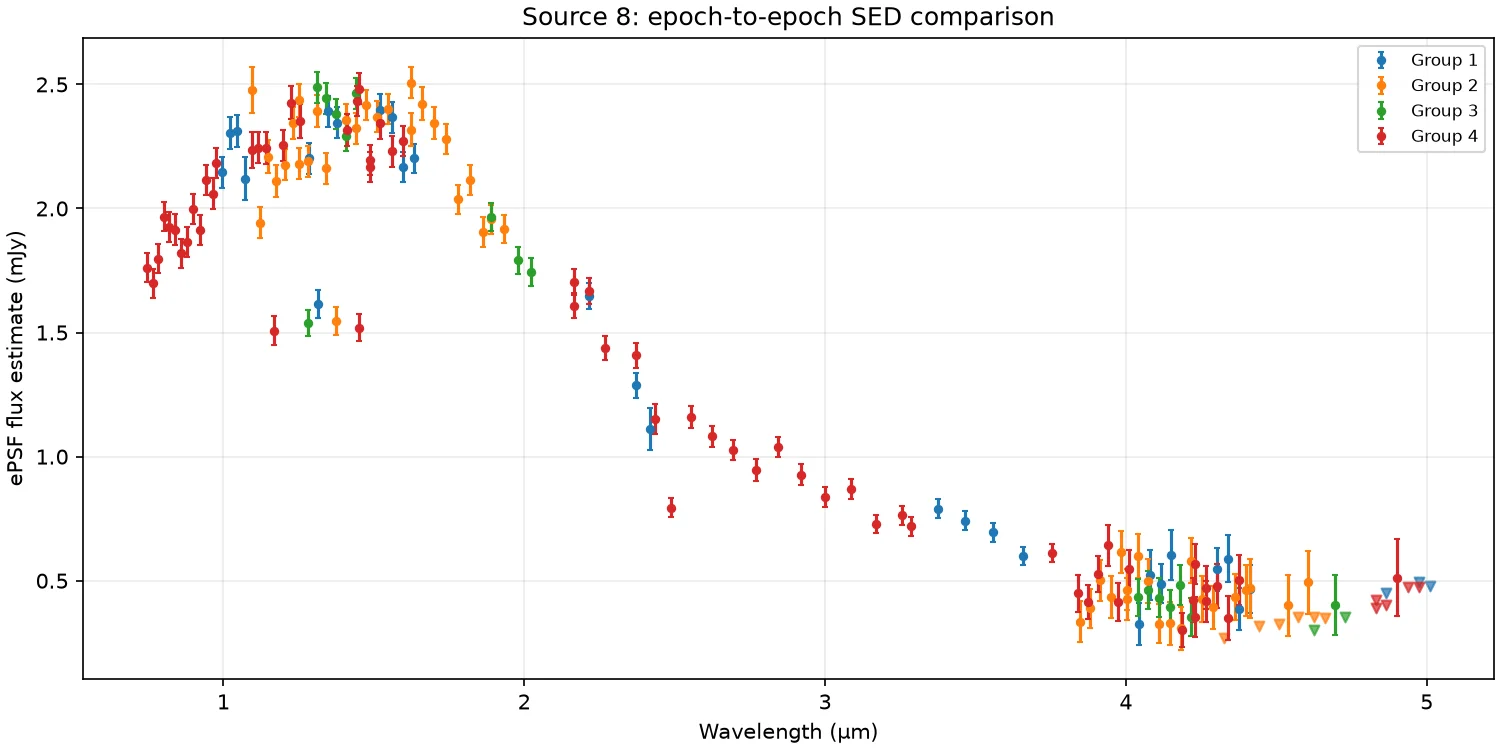 Source 8: epoch-to-epoch SED comparison
ePSF flux estimate (mJy)
2.5
2.0
1.5
1.0
0.5
Group 1
Group 2
Group 3
Group 4
1 2 3 4 5
Wavelength (μm)